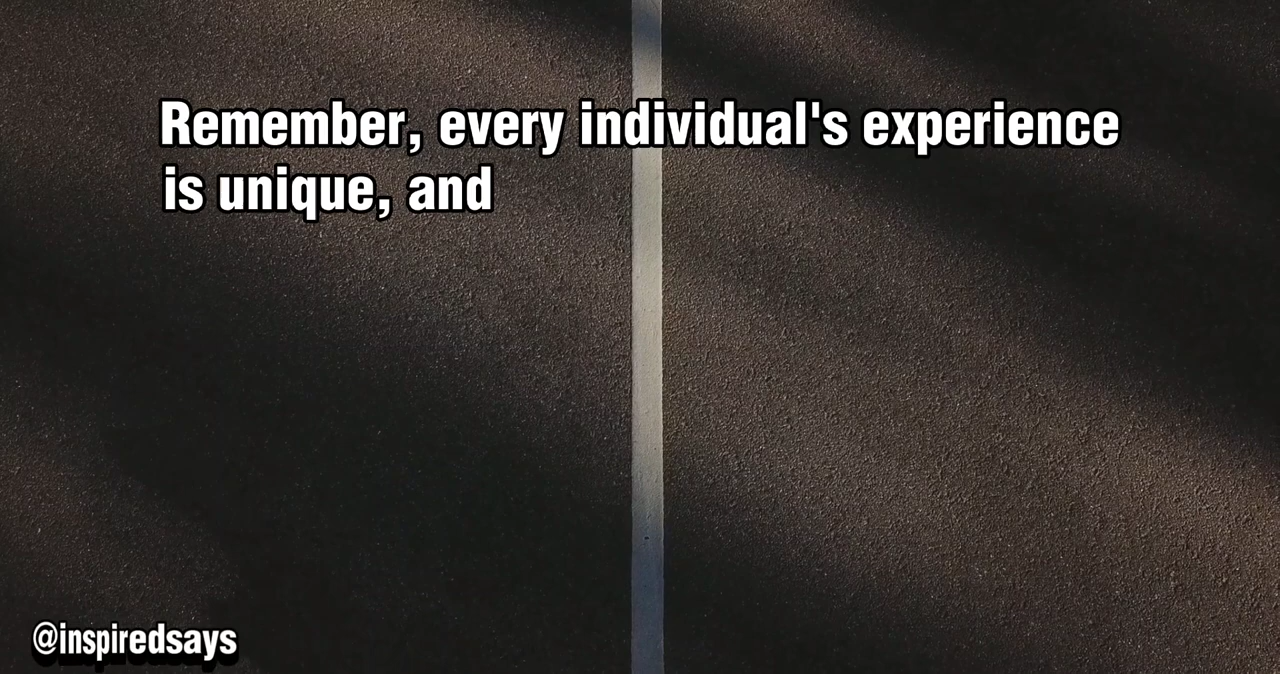 Remember, every individual's experience
is unique, and
@inspiredsays